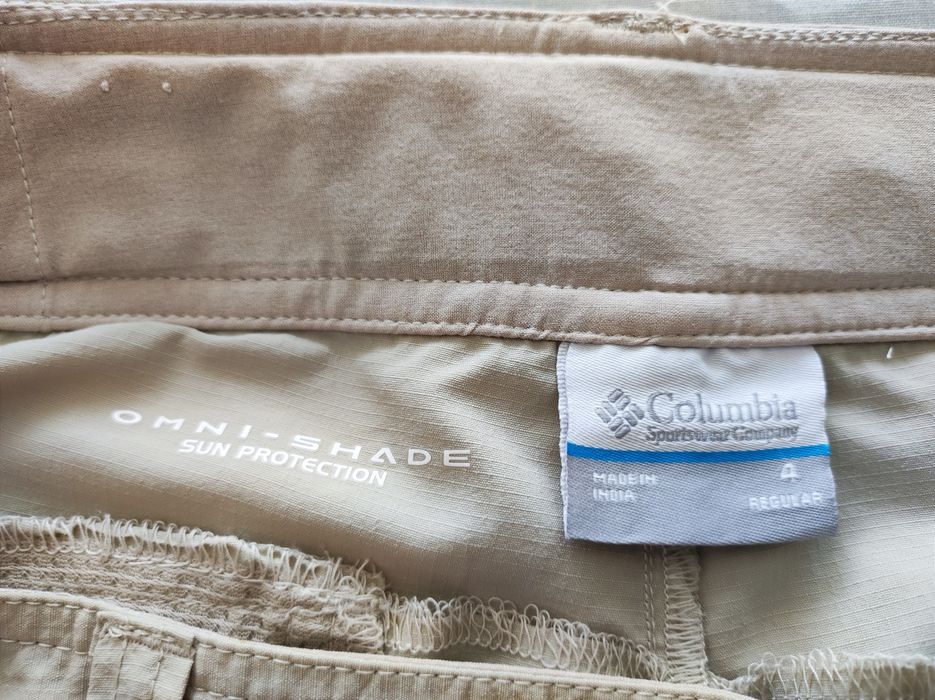 OMNI-SHADE
SUN PROTECTION
Columbia
Sportswear Company
MADE IN
INDIA
4
REGULAR